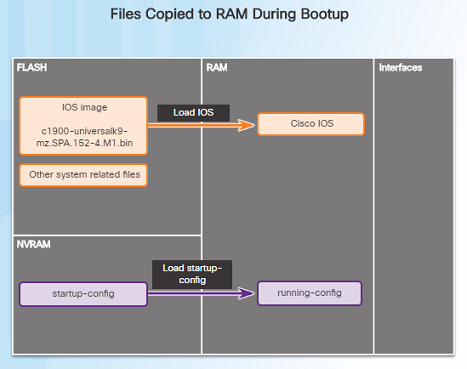 Files Copied to RAM During Bootup
FLASH
RAM
Interfaces
IOS image
c1900-universalk9-
mz.SPA.152-4.M1.bin
Load IOS
Cisco IOS
Other system related files
NVRAM
Load startup-
config
startup-config
running-config